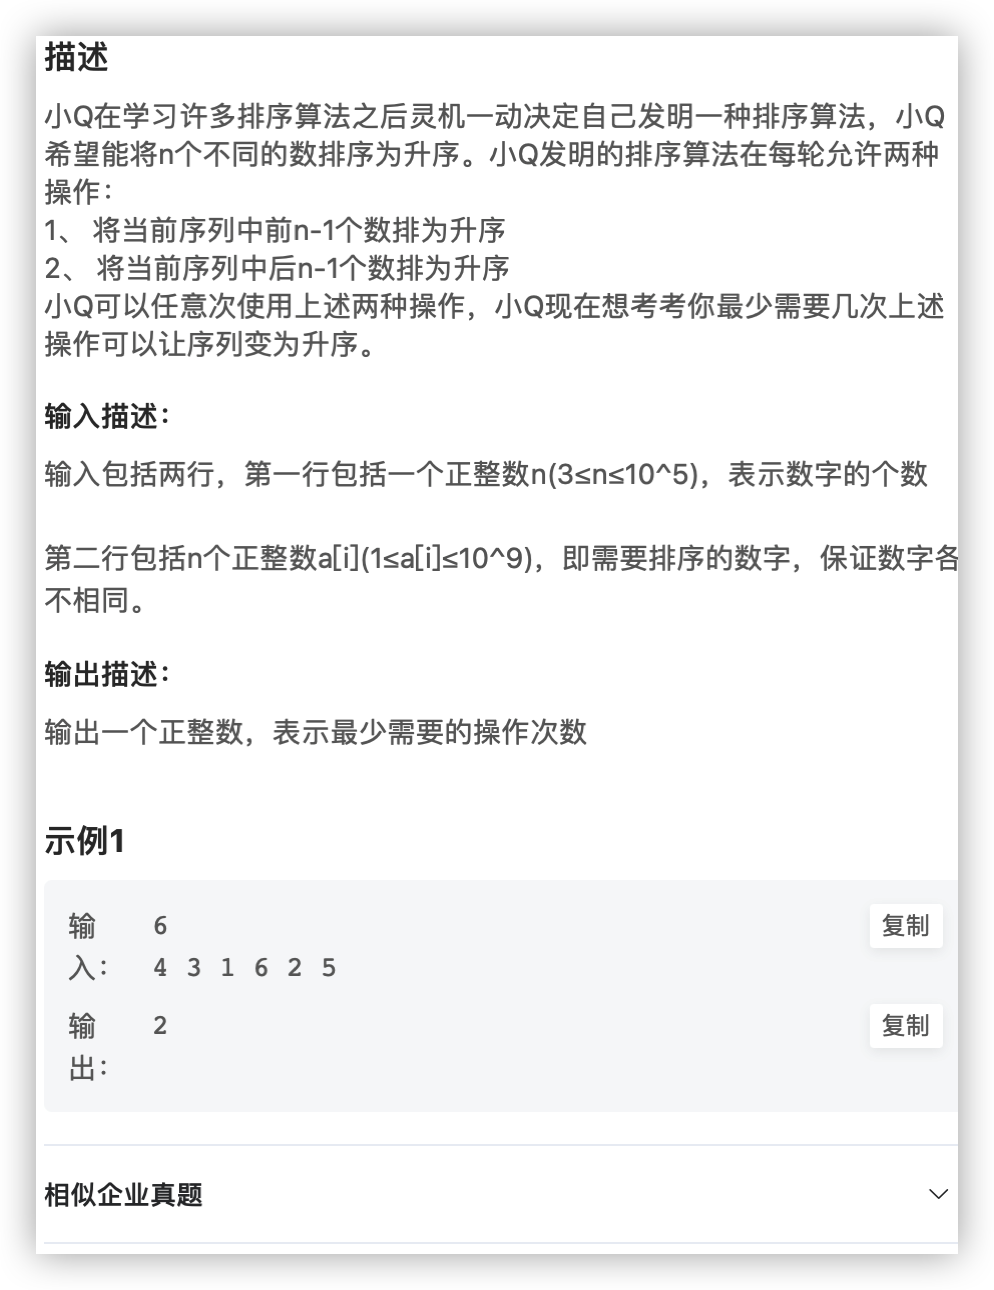 描述
小Q在学习许多排序算法之后灵机一动决定自己发明一种排序算法，小Q
希望能将n个不同的数排序为升序。小Q发明的排序算法在每轮允许两种
操作：
1、 将当前序列中前n-1个数排为升序
2、 将当前序列中后n-1个数排为升序
小Q可以任意次使用上述两种操作，小Q现在想考考你最少需要几次上述
操作可以让序列变为升序。
输入描述：
输入包括两行，第一行包括一个正整数n(3≤n≤10^5)，表示数字的个数
第二行包括n个正整数a[i](1≤a[i]≤10^9)，即需要排序的数字，保证数字各
不相同。
输出描述：
输出一个正整数，表示最少需要的操作次数
示例1
输 6 复制
入： 4 3 1 6 2 5
输 2 复制
出：
相似企业真题